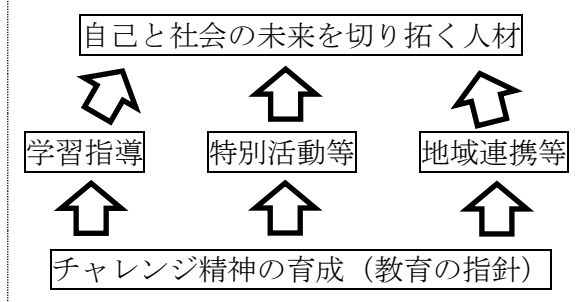 自己と社会の未来を切り拓く人材
学習指導 特別活動等 地域連携等
チャレンジ精神の育成（教育の指針）